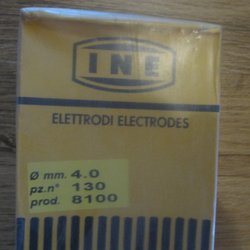 INE
ELETTRODI ELECTRODES
Ø mm. 4.0
pz.n° 130
prod. 8100